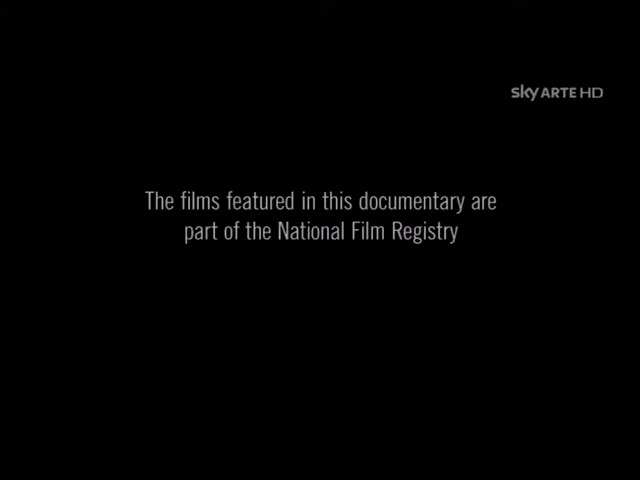 sky ARTE HD
The films featured in this documentary are
part of the National Film Registry